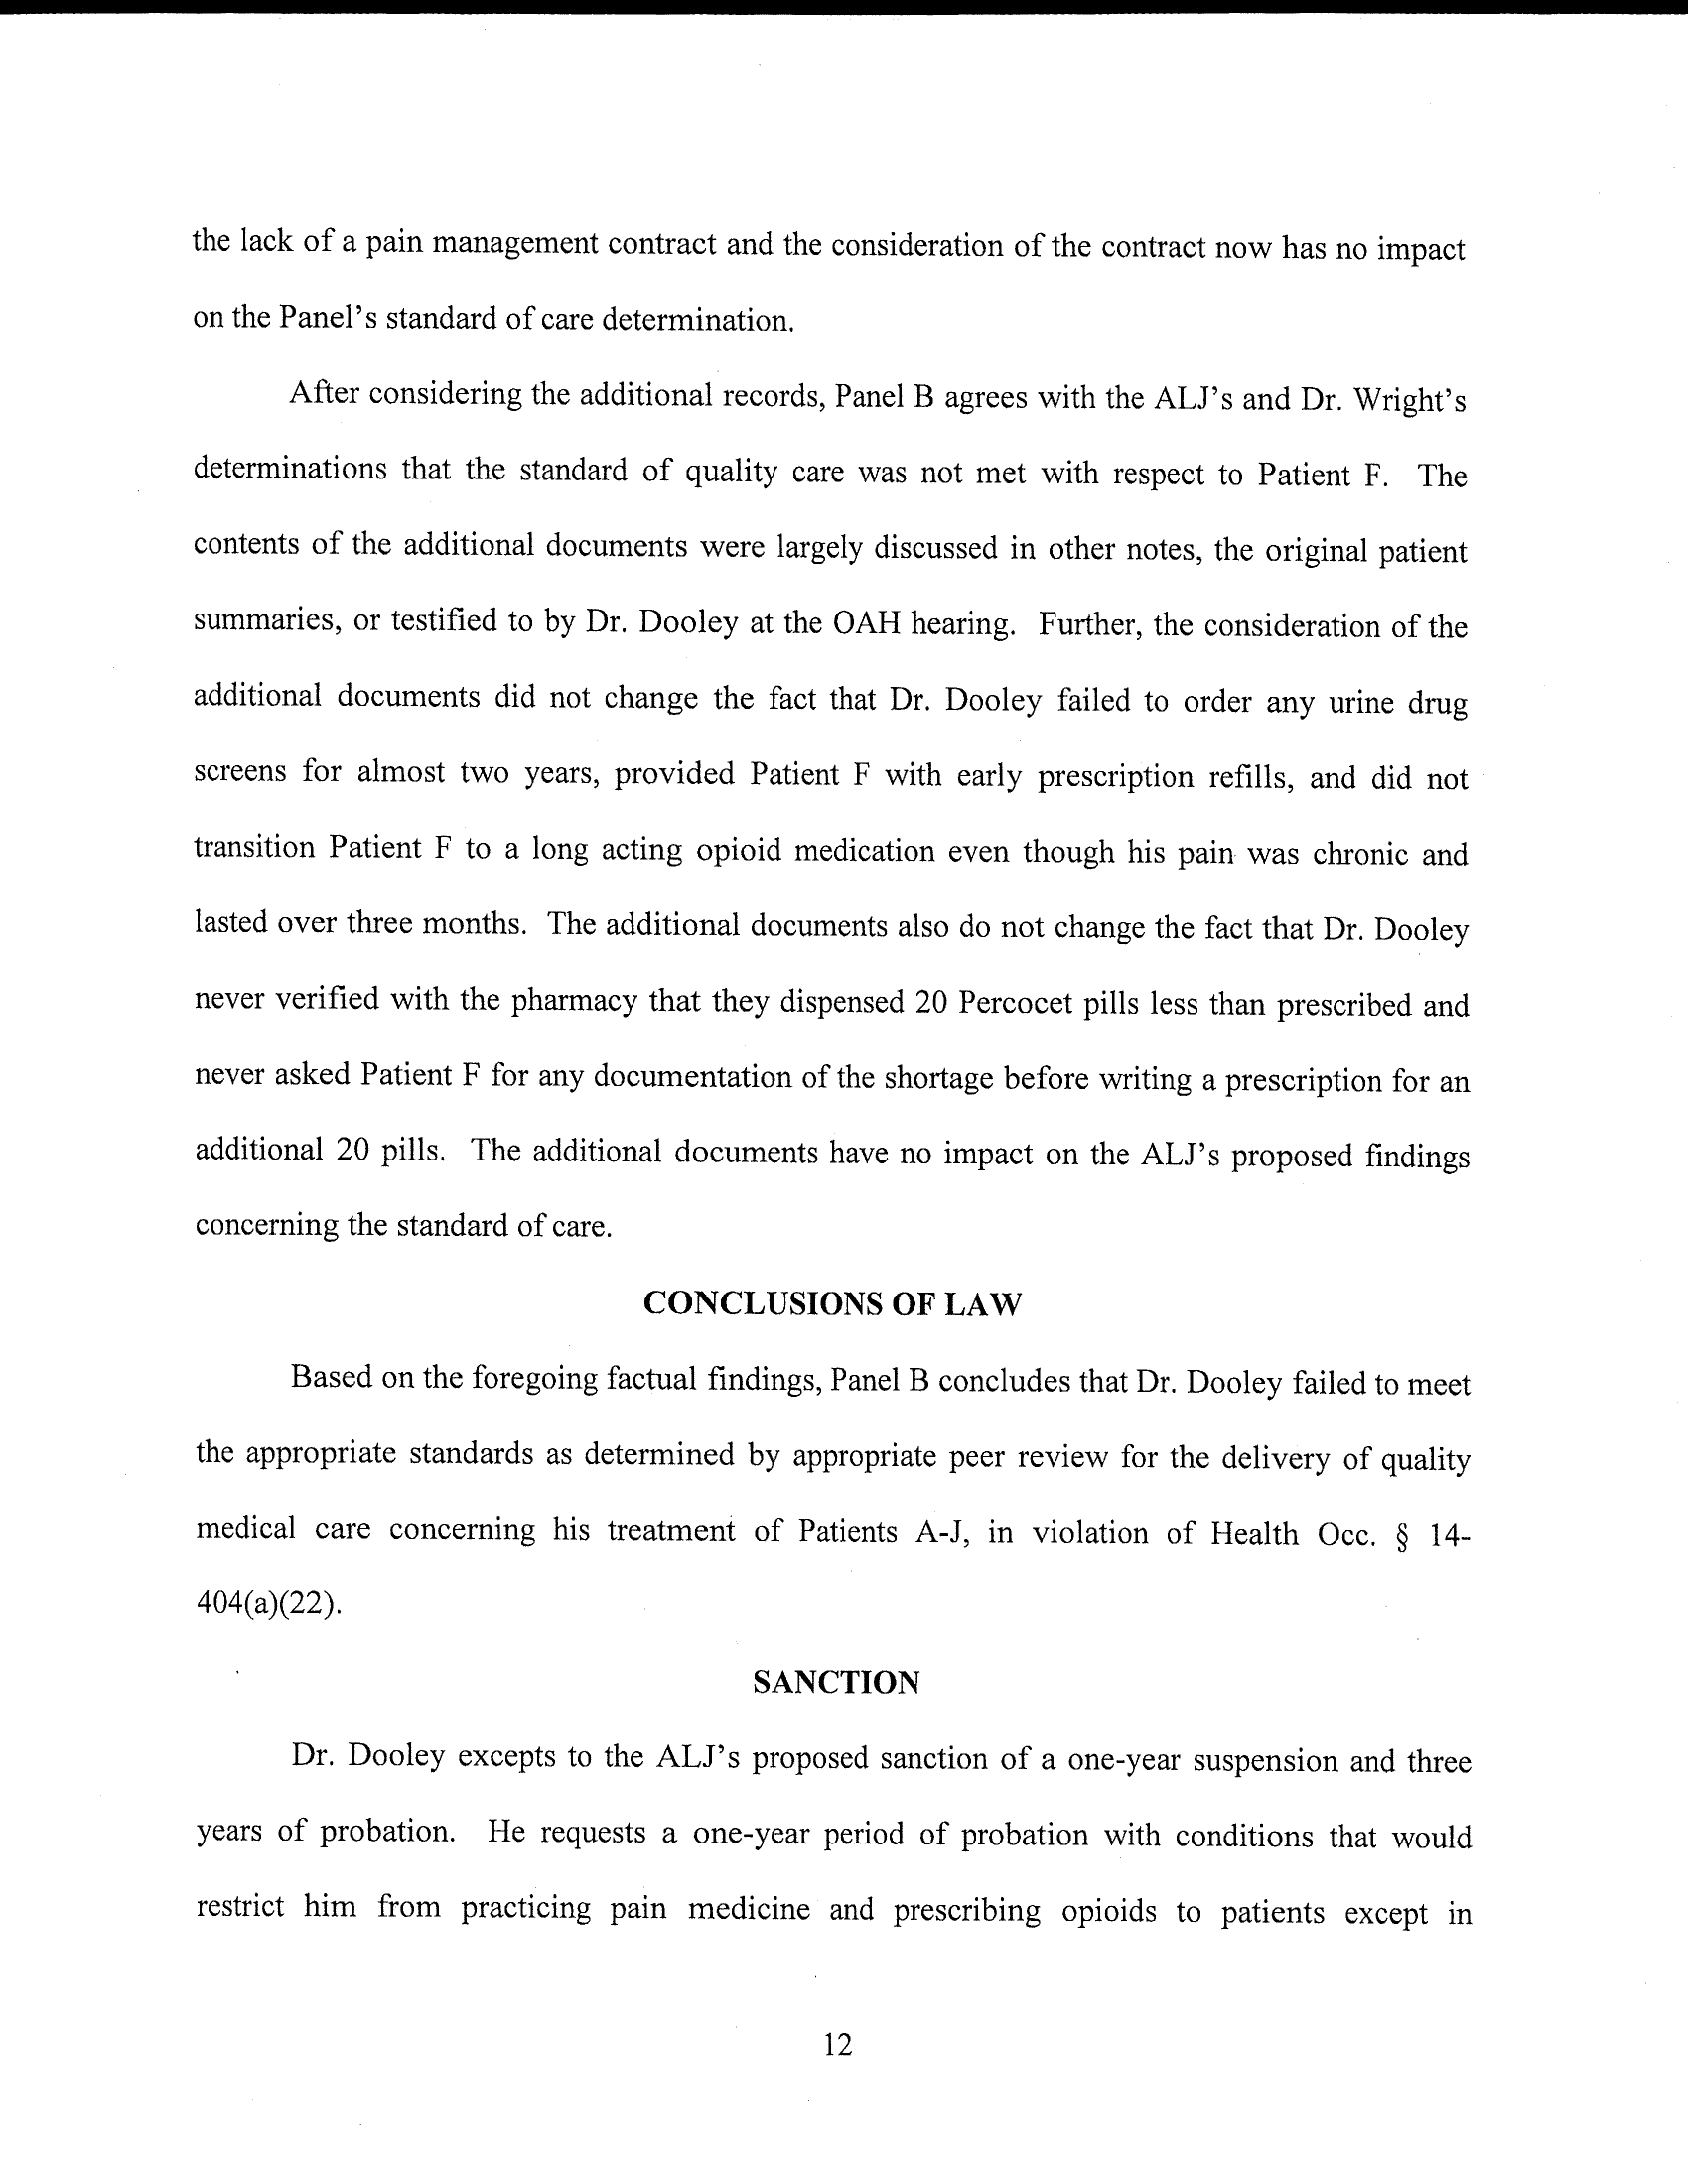 the lack of a pain management contract and the consideration of the contract now has no impact
on the Panel's standard of care determination.
After considering the additional records, Panel B agrees with the ALJ's and Dr. Wright's
determinations that the standard of quality care was not met with respect to Patient F. The
contents of the additional documents were largely discussed in other notes, the original patient
summaries, or testified to by Dr. Dooley at the OAH hearing. Further, the consideration of the
additional documents did not change the fact that Dr. Dooley failed to order any urine drug
screens for almost two years, provided Patient F with early prescription refills, and did not
transition Patient F to a long acting opioid medication even though his pain was chronic and
lasted over three months. The additional documents also do not change the fact that Dr. Dooley
never verified with the pharmacy that they dispensed 20 Percocet pills less than prescribed and
never asked Patient F for any documentation of the shortage before writing a prescription for an
additional 20 pills. The additional documents have no impact on the ALJ's proposed findings
concerning the standard of care.
CONCLUSIONS OF LAW
Based on the foregoing factual findings, Panel B concludes that Dr. Dooley failed to meet
the appropriate standards as determined by appropriate peer review for the delivery of quality
medical care concerning his treatment of Patients A-J, in violation of Health Occ. § 14-
404(a)(22).
SANCTION
Dr. Dooley excepts to the ALJ's proposed sanction of a one-year suspension and three
years of probation. He requests a one-year period of probation with conditions that would
restrict him from practicing pain medicine and prescribing opioids to patients except in
12